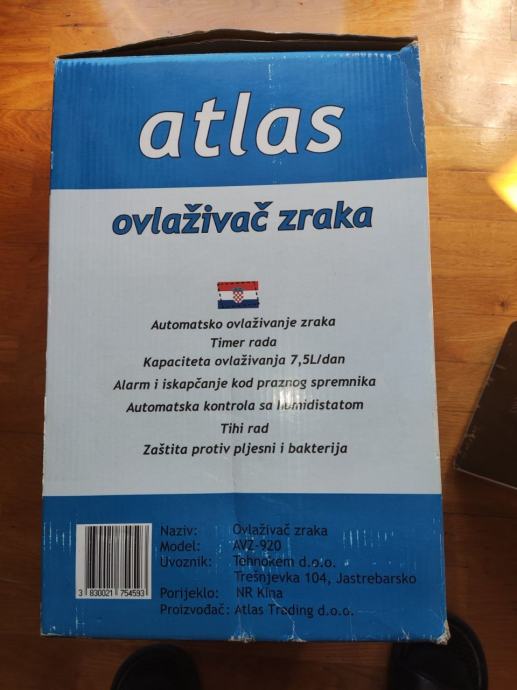 atlas
ovlaživač zraka
Automatsko ovlaživanje zraka
Timer rada
Kapaciteta ovlaživanja 7,5L/dan
Alarm i iskapčanje kod praznog spremnika
Automatska kontrola sa humidistatom
Tihi rad
Zaštita protiv pljesni i bakterija
Naziv: Ovlaživač zraka
Model: AVZ-920
Uvoznik: Tehnokem d.o.o.
Trešnjevka 104, Jastrebarsko
Porijeklo: NR Kina
Proizvođač: Atlas Trading d.o.o.
3 830021 754593